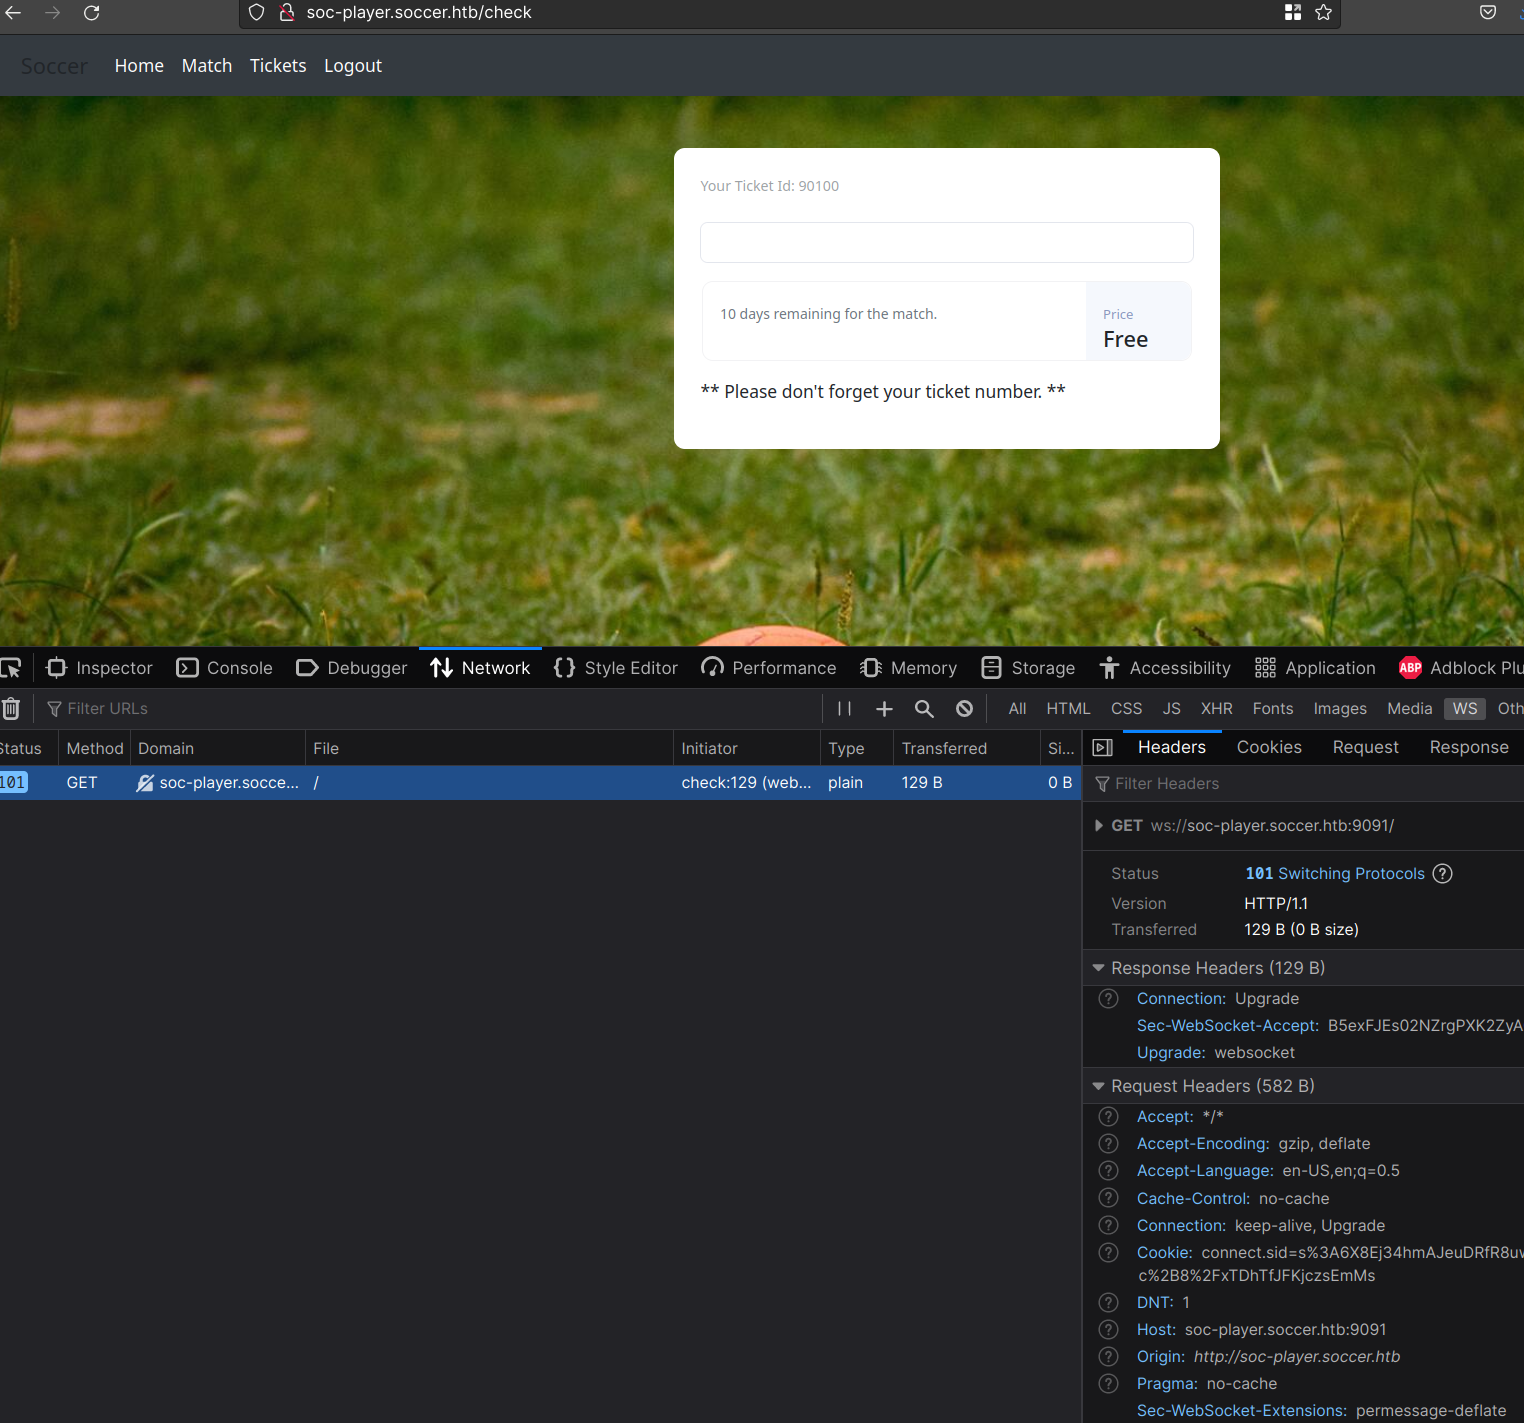 soc-player.soccer.htb/check
Soccer Home Match Tickets Logout
Your Ticket Id: 90100
10 days remaining for the match.
Price
Free
** Please don't forget your ticket number. **
Inspector Console Debugger Network Style Editor Performance Memory Storage Accessibility Application ABP Adblock Plu
Filter URLs All HTML CSS JS XHR Fonts Images Media WS Oth
Status Method Domain File Initiator Type Transferred Si...
101 GET soc-player.socce... / check:129 (web... plain 129 B 0 B
Headers Cookies Request Response
Filter Headers
GET ws://soc-player.soccer.htb:9091/
Status 101 Switching Protocols ?
Version HTTP/1.1
Transferred 129 B (0 B size)
Response Headers (129 B)
? Connection: Upgrade
Sec-WebSocket-Accept: B5exFJEs02NZrgPXK2ZyA
Upgrade: websocket
Request Headers (582 B)
? Accept: */*
? Accept-Encoding: gzip, deflate
? Accept-Language: en-US,en;q=0.5
? Cache-Control: no-cache
? Connection: keep-alive, Upgrade
? Cookie: connect.sid=s%3A6X8Ej34hmAJeuDRfR8uv
c%2B8%2FxTDhTfJFKjczsEmMs
? DNT: 1
? Host: soc-player.soccer.htb:9091
? Origin: http://soc-player.soccer.htb
? Pragma: no-cache
Sec-WebSocket-Extensions: permessage-deflate